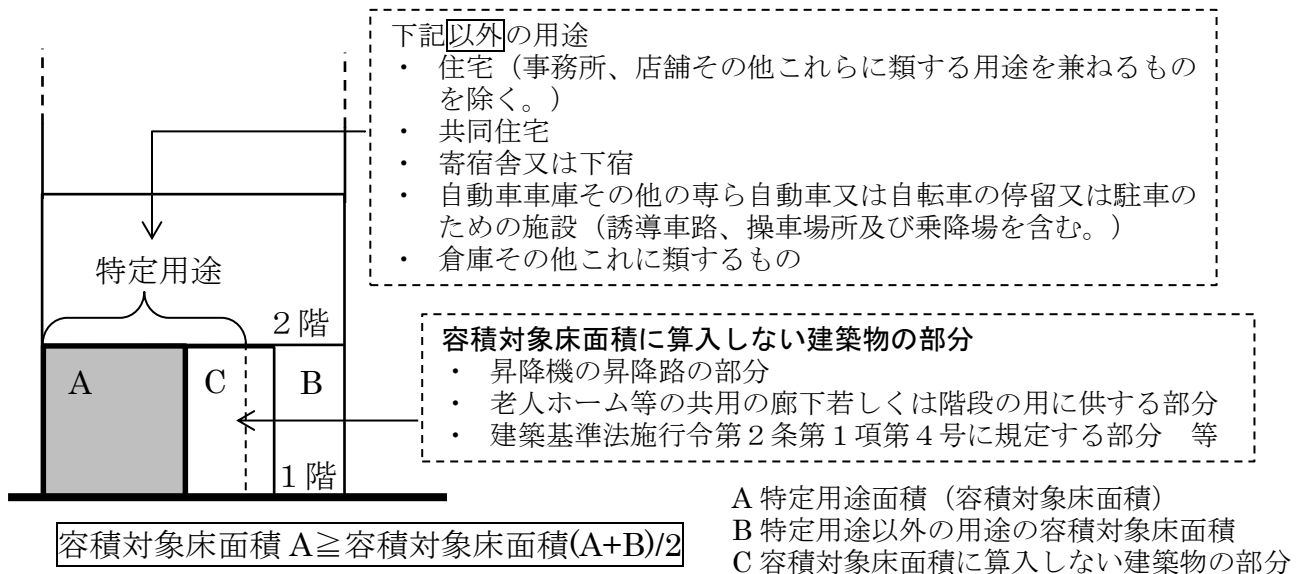 下記以外の用途
・ 住宅（事務所、店舗その他これらに類する用途を兼ねるもの
を除く。）
・ 共同住宅
・ 寄宿舎又は下宿
・ 自動車車庫その他の専ら自動車又は自転車の停留又は駐車の
ための施設（誘導車路、操車場所及び乗降場を含む。）
・ 倉庫その他これに類するもの
特定用途
２階
容積対象床面積に算入しない建築物の部分
・ 昇降機の昇降路の部分
・ 老人ホーム等の共用の廊下若しくは階段の用に供する部分
・ 建築基準法施行令第２条第１項第４号に規定する部分　等
A C B
１階
容積対象床面積 A≧容積対象床面積(A+B)/2
A 特定用途面積（容積対象床面積）
B 特定用途以外の用途の容積対象床面積
C 容積対象床面積に算入しない建築物の部分